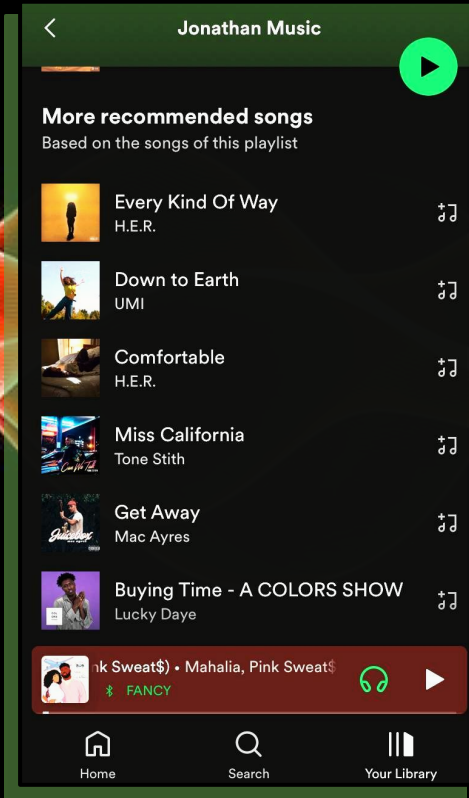 Jonathan Music
More recommended songs
Based on the songs of this playlist
Every Kind Of Way
H.E.R.
Down to Earth
UMI
Comfortable
H.E.R.
Miss California
Tone Stith
Get Away
Mac Ayres
Buying Time - A COLORS SHOW
Lucky Daye
nk Sweat$) • Mahalia, Pink Sweat$
FANCY
Home
Search
Your Library